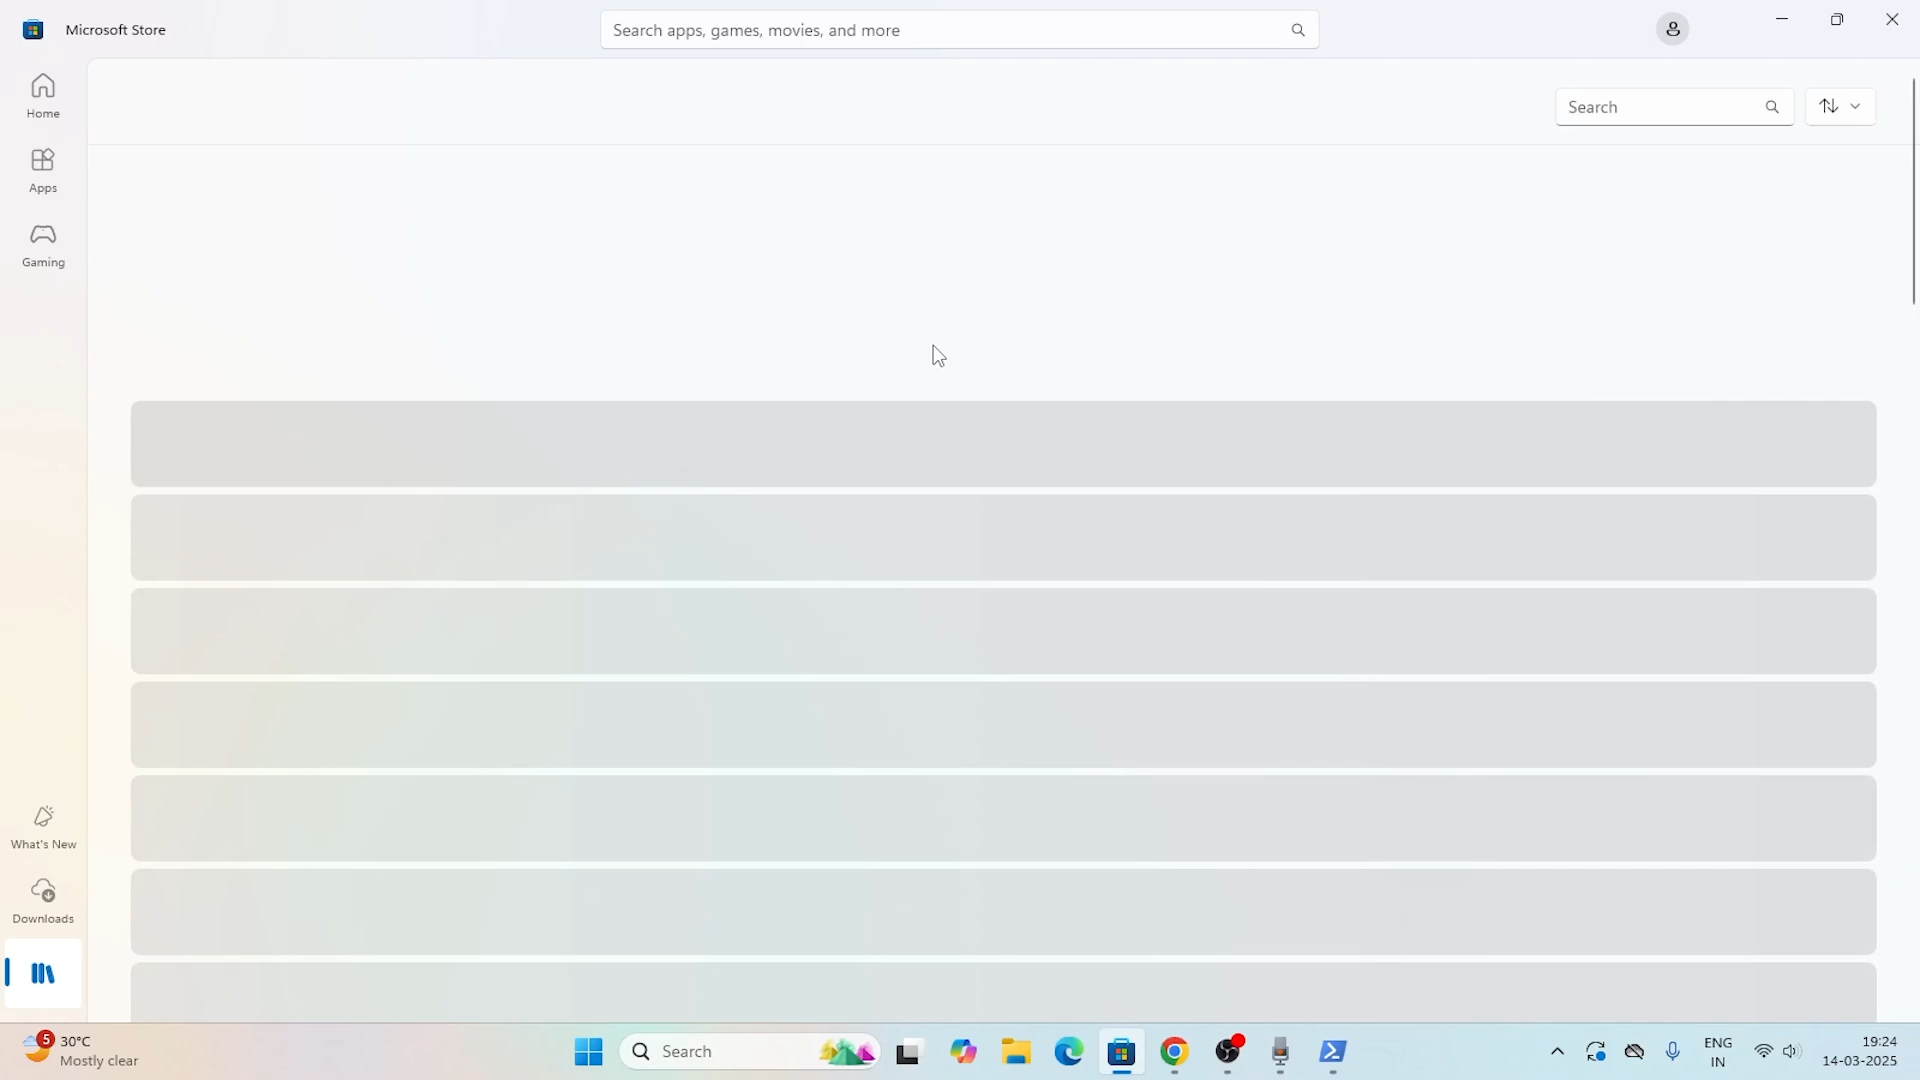 Microsoft Store
Search apps, games, movies, and more
Home
Search
Apps
Gaming
What's New
Downloads
5
30°C
Mostly clear
Search
ENG
IN
19:24
14-03-2025